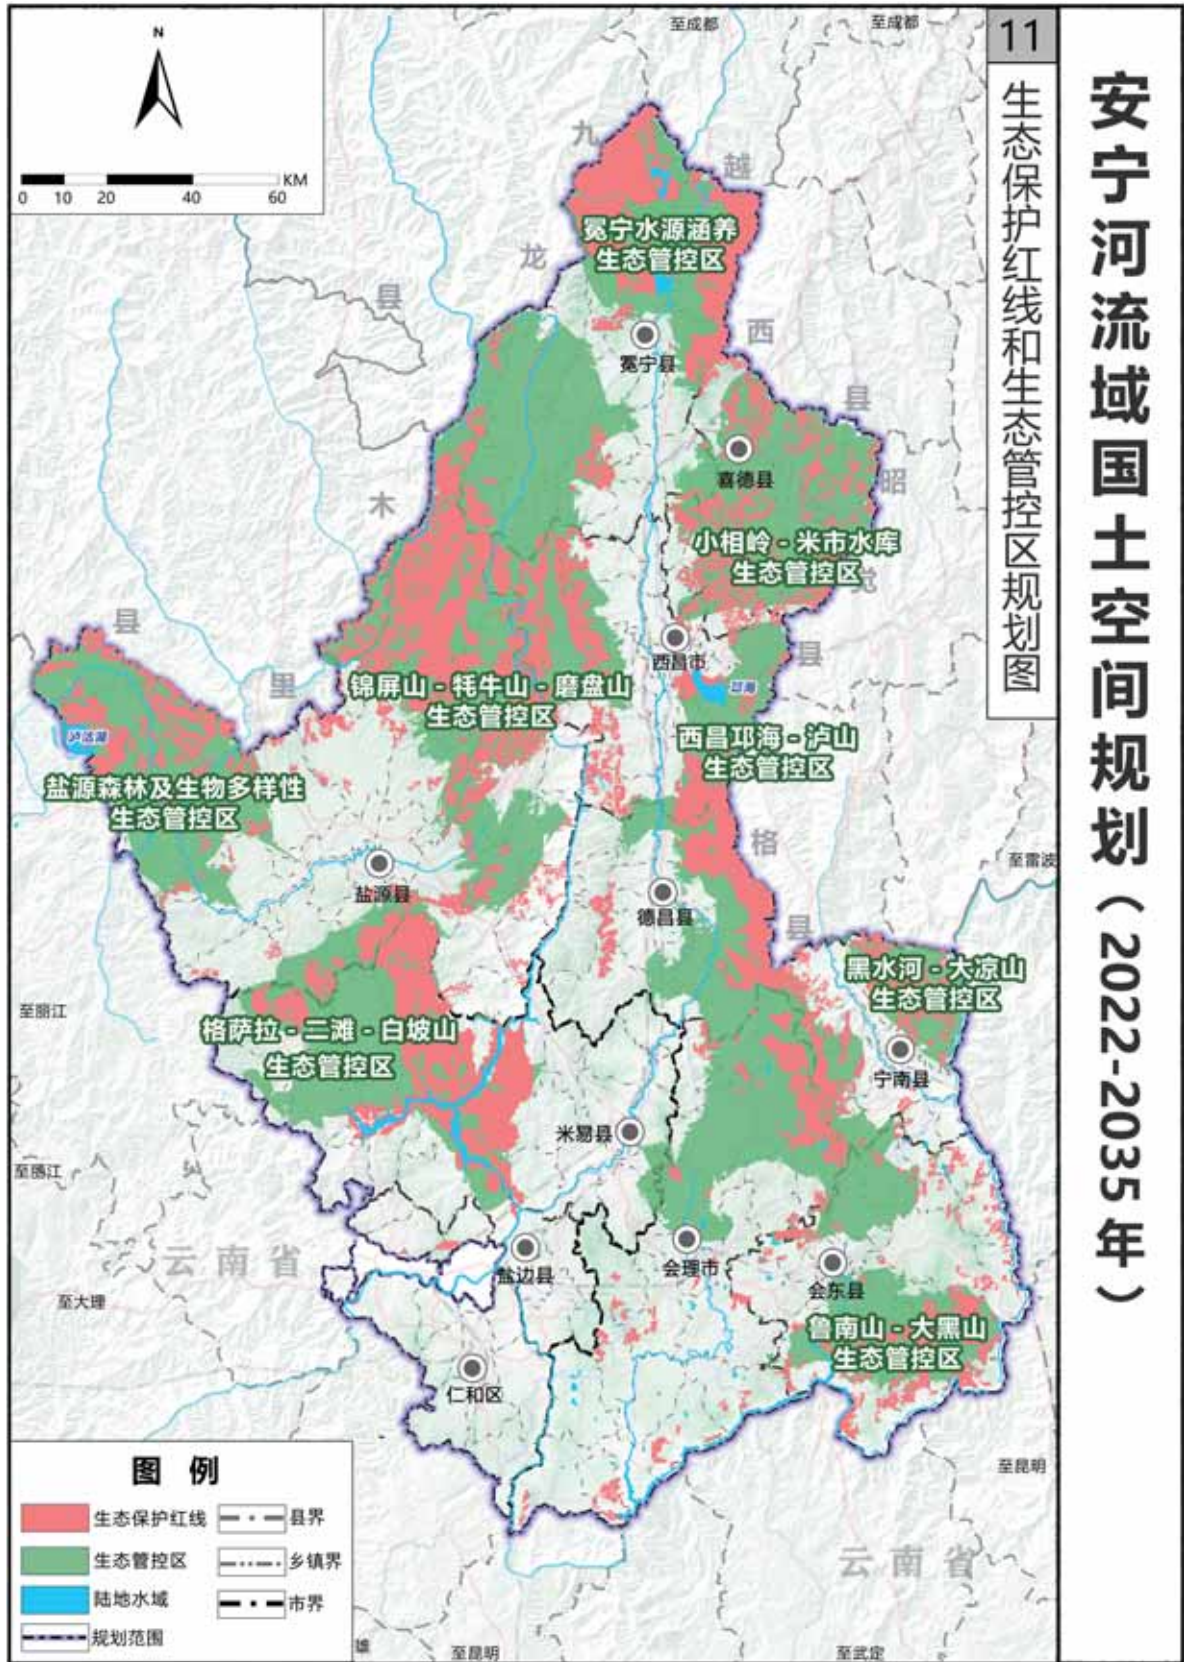 安宁河流域国土空间规划（2022-2035年）
11
生态保护红线和生态管控区规划图
N
0 10 20 40 60 KM
至成都
至成都
九
越
龙
冕宁水源涵养
生态管控区
县
西
冕宁县
县
喜德县
昭
木
小相岭-米市水库
生态管控区
觉
县
西昌市
县
里
锦屏山-牦牛山-磨盘山
生态管控区
邛海
泸沽湖
西昌邛海-泸山
生态管控区
盐源森林及生物多样性
生态管控区
格
至雷波
盐源县
德昌县
县
黑水河-大凉山
生态管控区
至丽江
格萨拉-二滩-白坡山
生态管控区
宁南县
米易县
至丽江
云南省
盐边县
会理市
会东县
至大理
鲁南山-大黑山
生态管控区
仁和区
至昆明
云南省
图例
生态保护红线
县界
生态管控区
乡镇界
陆地水域
市界
规划范围
雄
至昆明
至武定